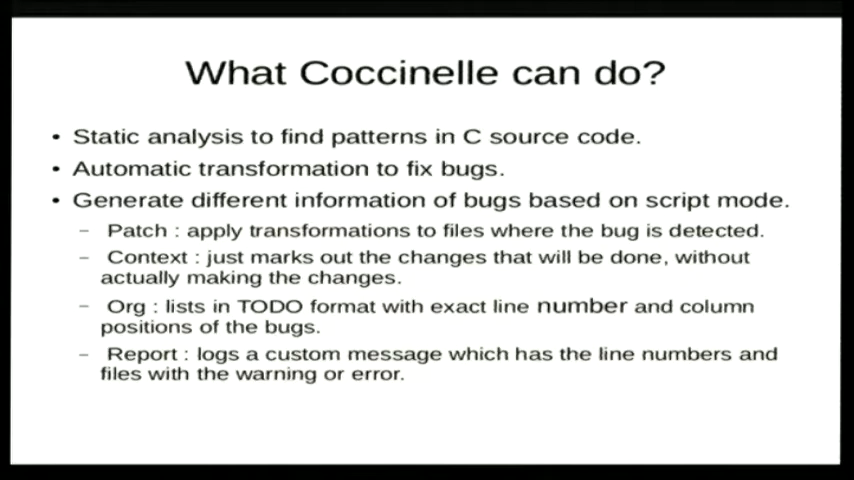 What Coccinelle can do?
• Static analysis to find patterns in C source code.
• Automatic transformation to fix bugs.
• Generate different information of bugs based on script mode.
– Patch : apply transformations to files where the bug is detected.
– Context : just marks out the changes that will be done, without
actually making the changes.
– Org : lists in TODO format with exact line number and column
positions of the bugs.
– Report : logs a custom message which has the line numbers and
files with the warning or error.